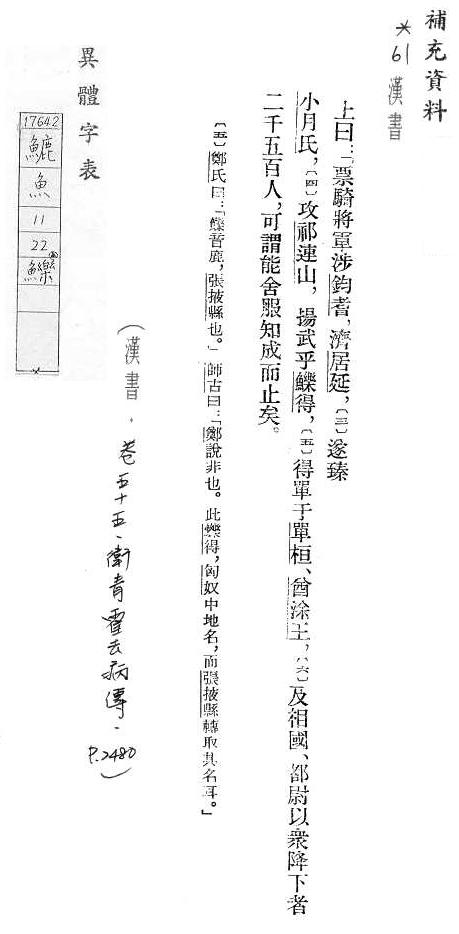 補充資料
*61 漢書
上曰：「票騎將軍涉鈞耆，濟居延，〔三〕遂臻
小月氏，〔四〕攻祁連山，揚武乎鱳得，〔五〕得單于單桓、酋涂王，〔六〕及相國、都尉以衆降下者
二千五百人，可謂能舍服知成而止矣。
〔五〕鄭氏曰：「鱳音鹿，張掖縣也。」師古曰：「鄭說非也。此鱳得，匈奴中地名，而張掖縣轉取其名耳。」
（漢書．卷五十五．衛青霍去病傳．P.2480）
異體字表
17642
䴪
魚
11
22
鱳